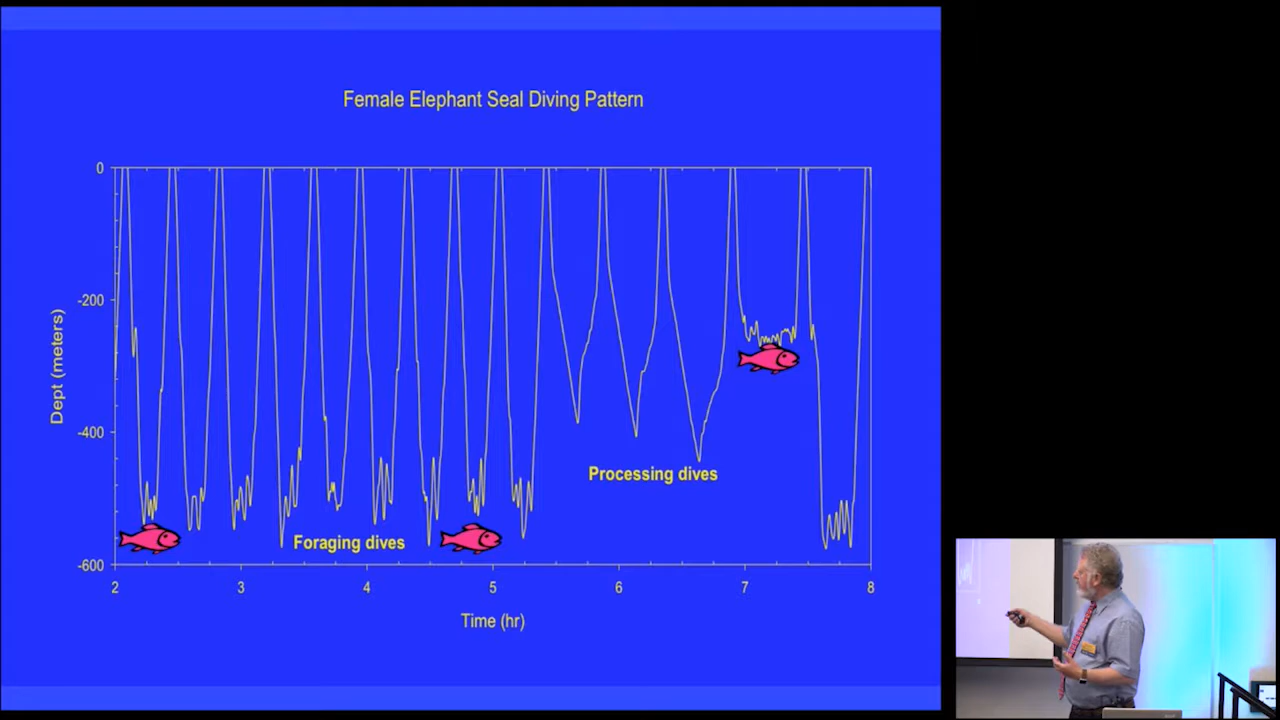 Female Elephant Seal Diving Pattern
0
-200
-400
-600
Dept (meters)
Processing dives
Foraging dives
2 3 4 5 6 7 8
Time (hr)